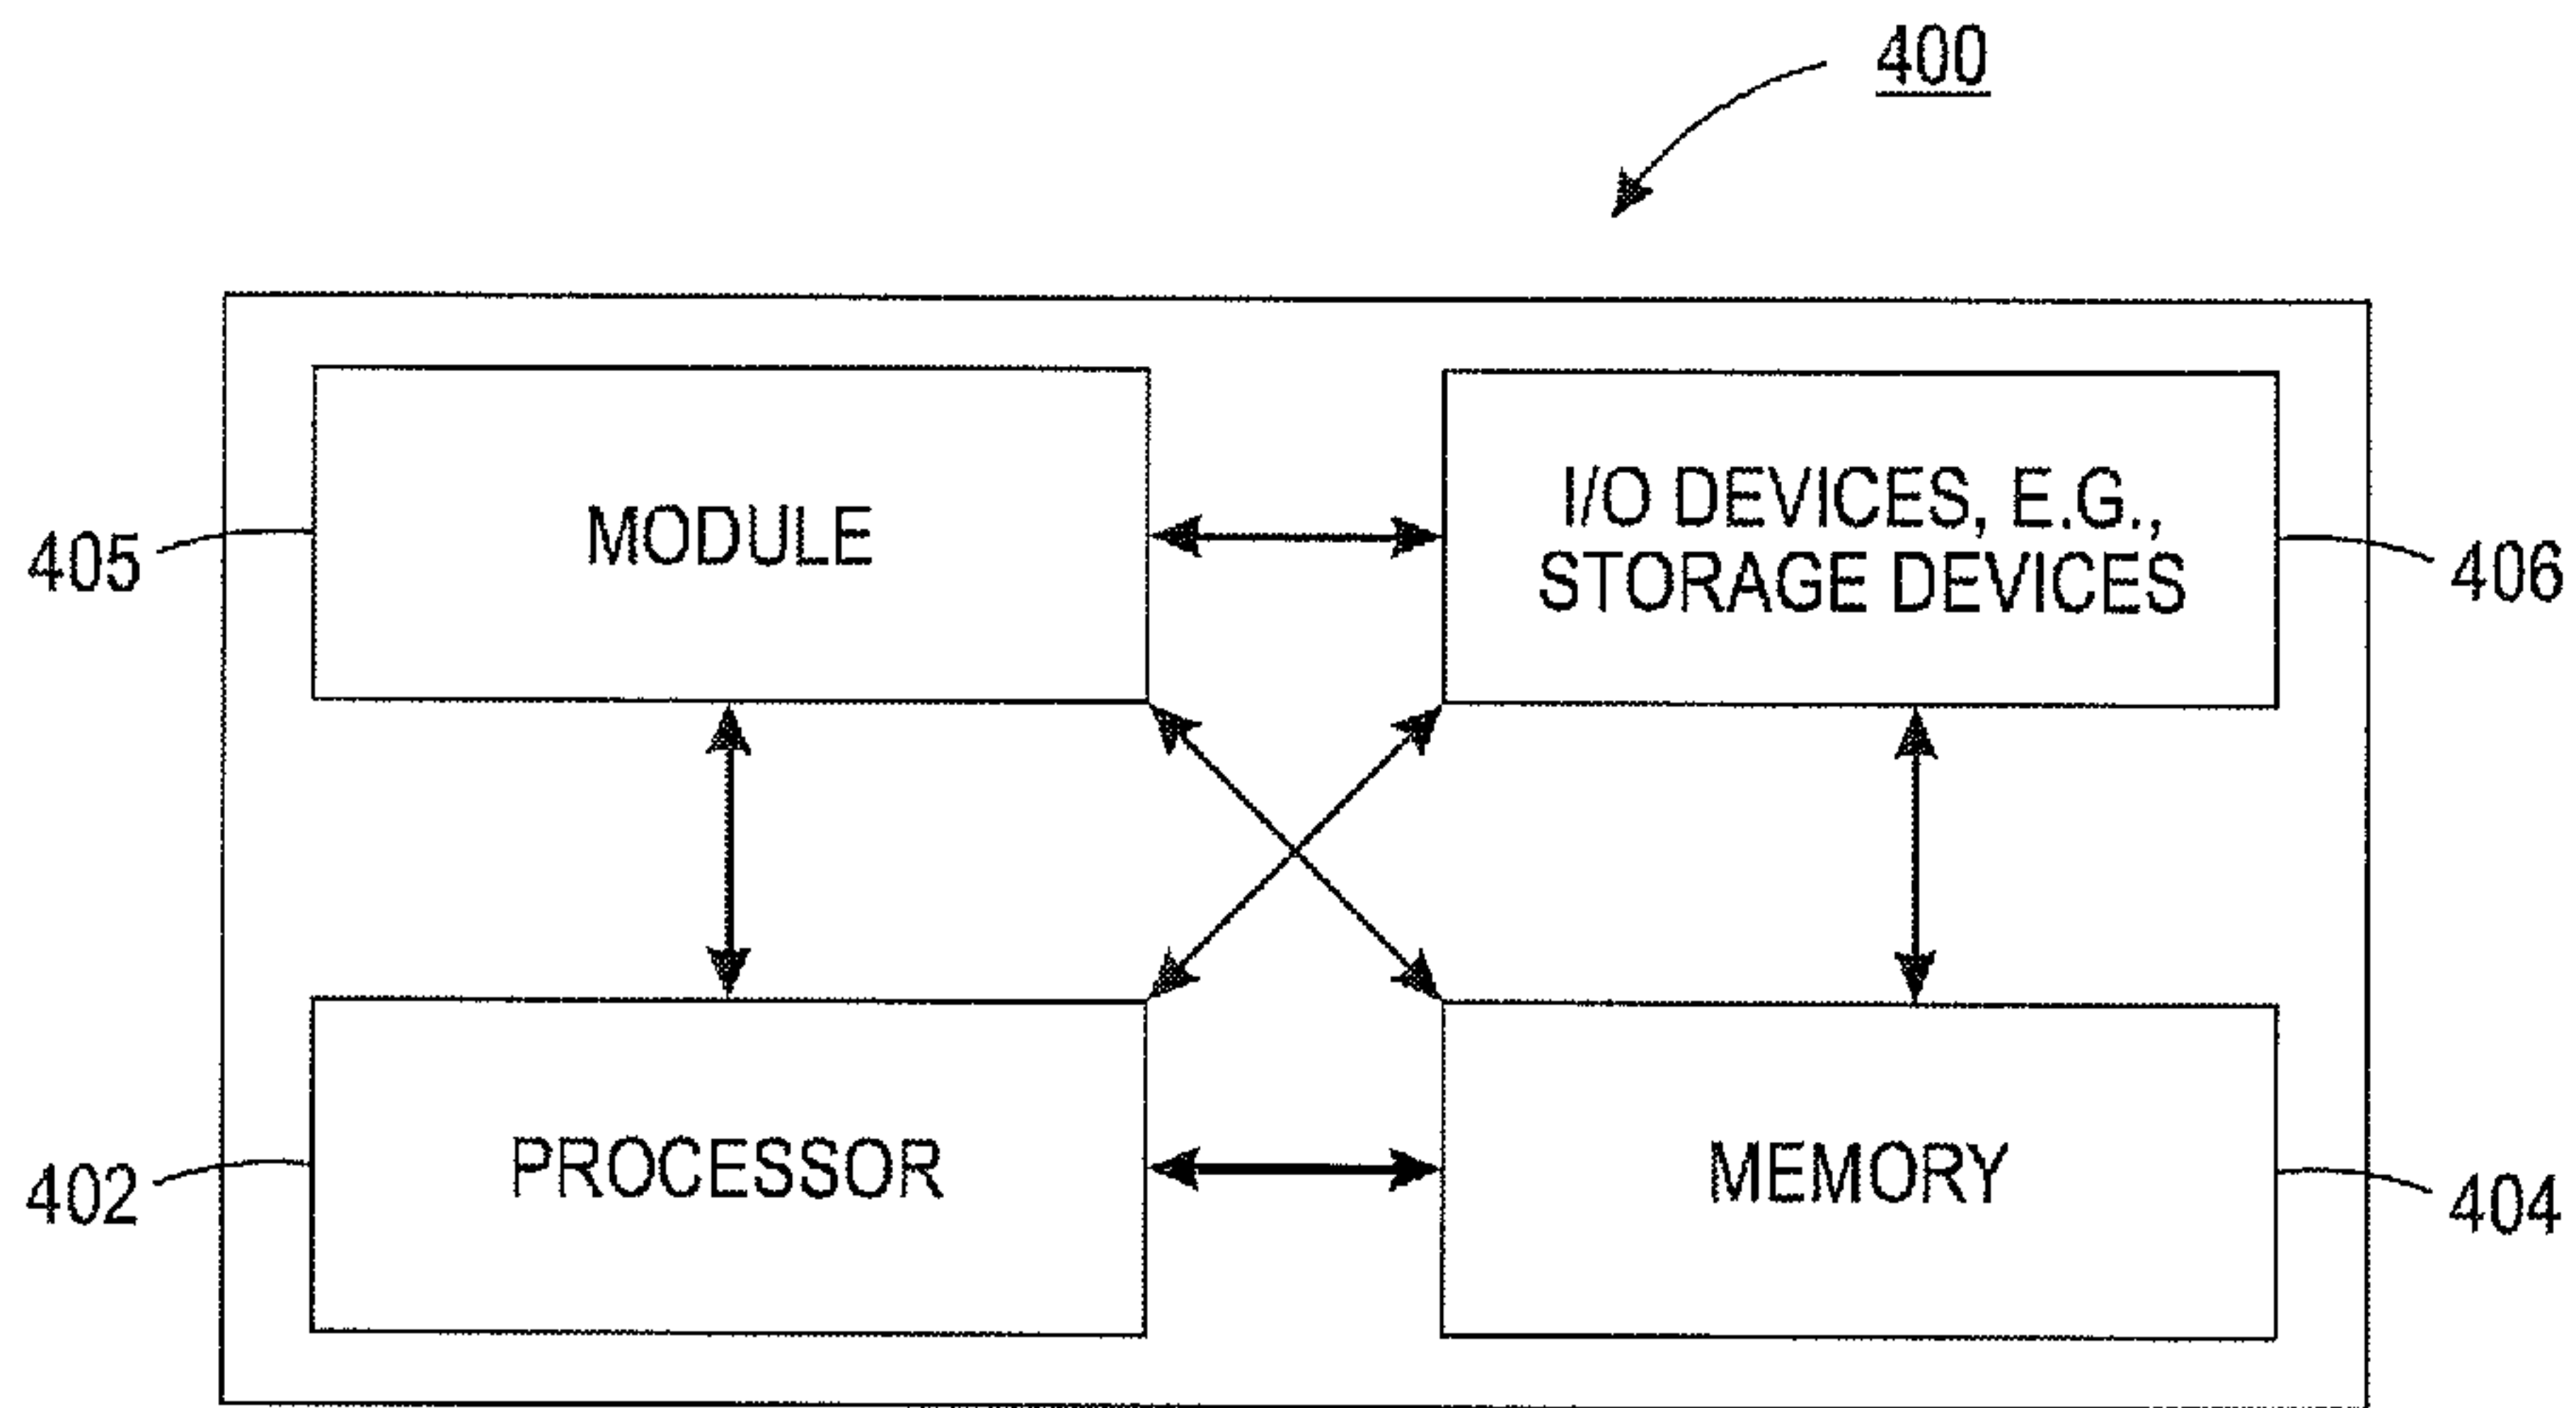 400
MODULE
I/O DEVICES, E.G.,
STORAGE DEVICES
405
406
PROCESSOR
MEMORY
402
404